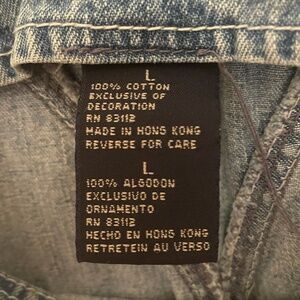 L
100% COTTON
EXCLUSIVE OF
DECORATION
RN 83112
MADE IN HONG KONG
REVERSE FOR CARE
L
100% ALGODON
EXCLUSIVO DE
ORNAMENTO
RN 83112
HECHO EN HONG KONG
RETRETEIN AU VERSO